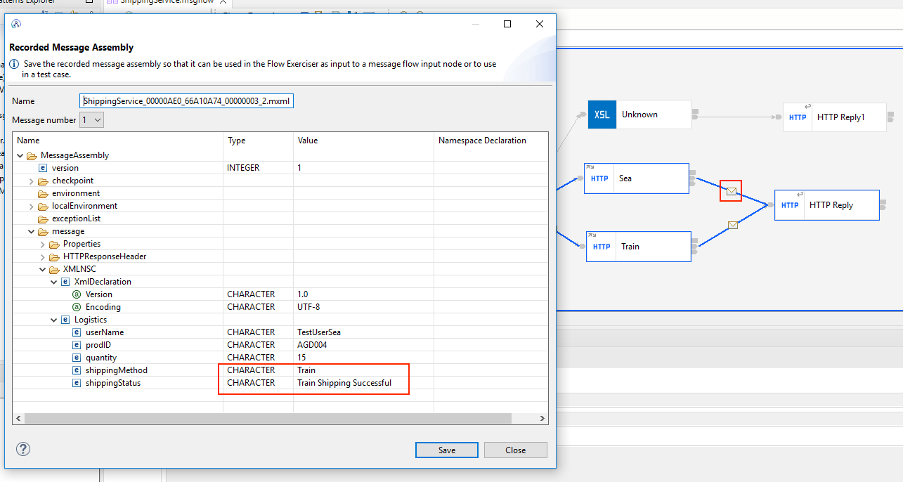 ShippingService.msgflow
Recorded Message Assembly
Save the recorded message assembly so that it can be used in the Flow Exerciser as input to a message flow input node or to use
in a test case.
Name ShippingService_00000AE0_66A10A74_00000003_2.mxml
Message number 1
Name Type Value Namespace Declaration
MessageAssembly
version INTEGER 1
checkpoint
environment
localEnvironment
exceptionList
message
Properties
HTTPResponseHeader
XMLNSC
XmlDeclaration
Version CHARACTER 1.0
Encoding CHARACTER UTF-8
Logistics
userName CHARACTER TestUserSea
prodID CHARACTER AGD004
quantity CHARACTER 15
shippingMethod CHARACTER Train
shippingStatus CHARACTER Train Shipping Successful
Save Close
XSL Unknown
HTTP HTTP Reply1
HTTP Sea
HTTP HTTP Reply
HTTP Train